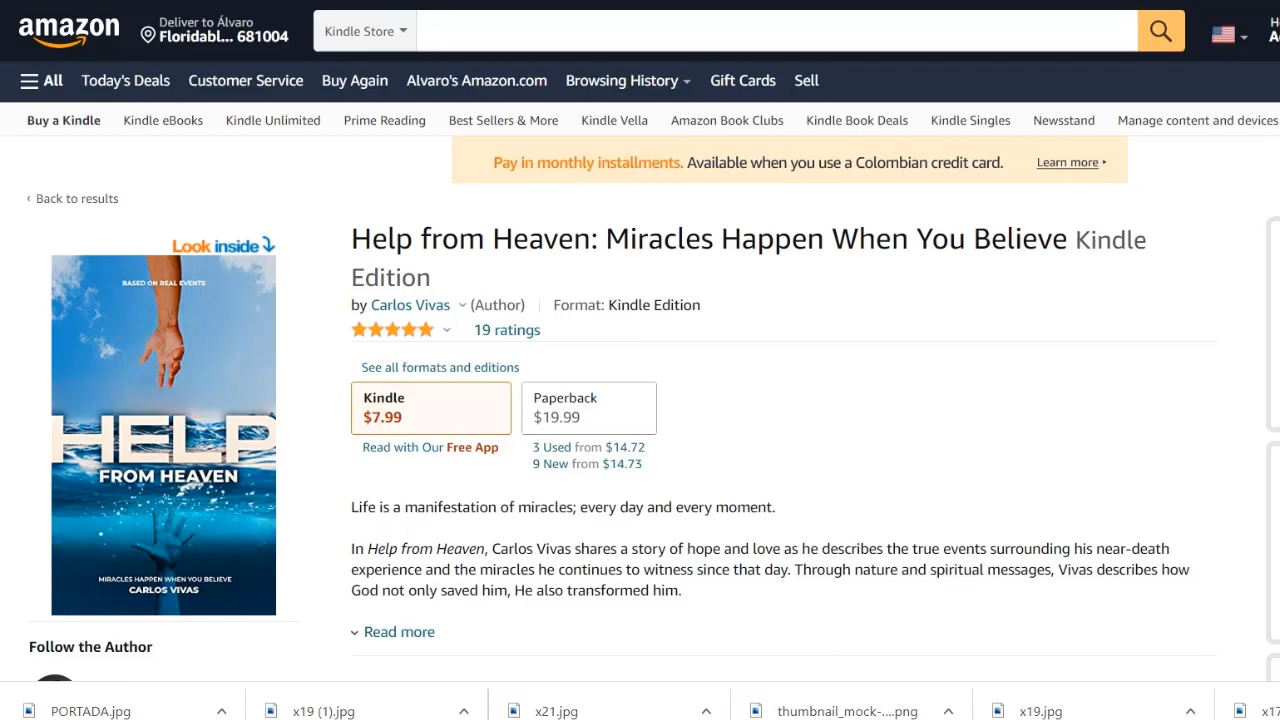 amazon
Deliver to Álvaro
Floridabl... 681004
Kindle Store
All
Today's Deals
Customer Service
Buy Again
Alvaro's Amazon.com
Browsing History
Gift Cards
Sell
Buy a Kindle
Kindle eBooks
Kindle Unlimited
Prime Reading
Best Sellers & More
Kindle Vella
Amazon Book Clubs
Kindle Book Deals
Kindle Singles
Newsstand
Manage content and devices
Pay in monthly installments. Available when you use a Colombian credit card.
Learn more
‹ Back to results
Look inside
BASED ON REAL EVENTS
HELP
FROM HEAVEN
MIRACLES HAPPEN WHEN YOU BELIEVE
CARLOS VIVAS
Follow the Author
Help from Heaven: Miracles Happen When You Believe Kindle
Edition
by Carlos Vivas (Author)
Format: Kindle Edition
19 ratings
See all formats and editions
Kindle
$7.99
Read with Our Free App
Paperback
$19.99
3 Used from $14.72
9 New from $14.73
Life is a manifestation of miracles; every day and every moment.
In Help from Heaven, Carlos Vivas shares a story of hope and love as he describes the true events surrounding his near-death
experience and the miracles he continues to witness since that day. Through nature and spiritual messages, Vivas describes how
God not only saved him, He also transformed him.
Read more
PORTADA.jpg
x19 (1).jpg
x21.jpg
thumbnail_mock-....png
x19.jpg